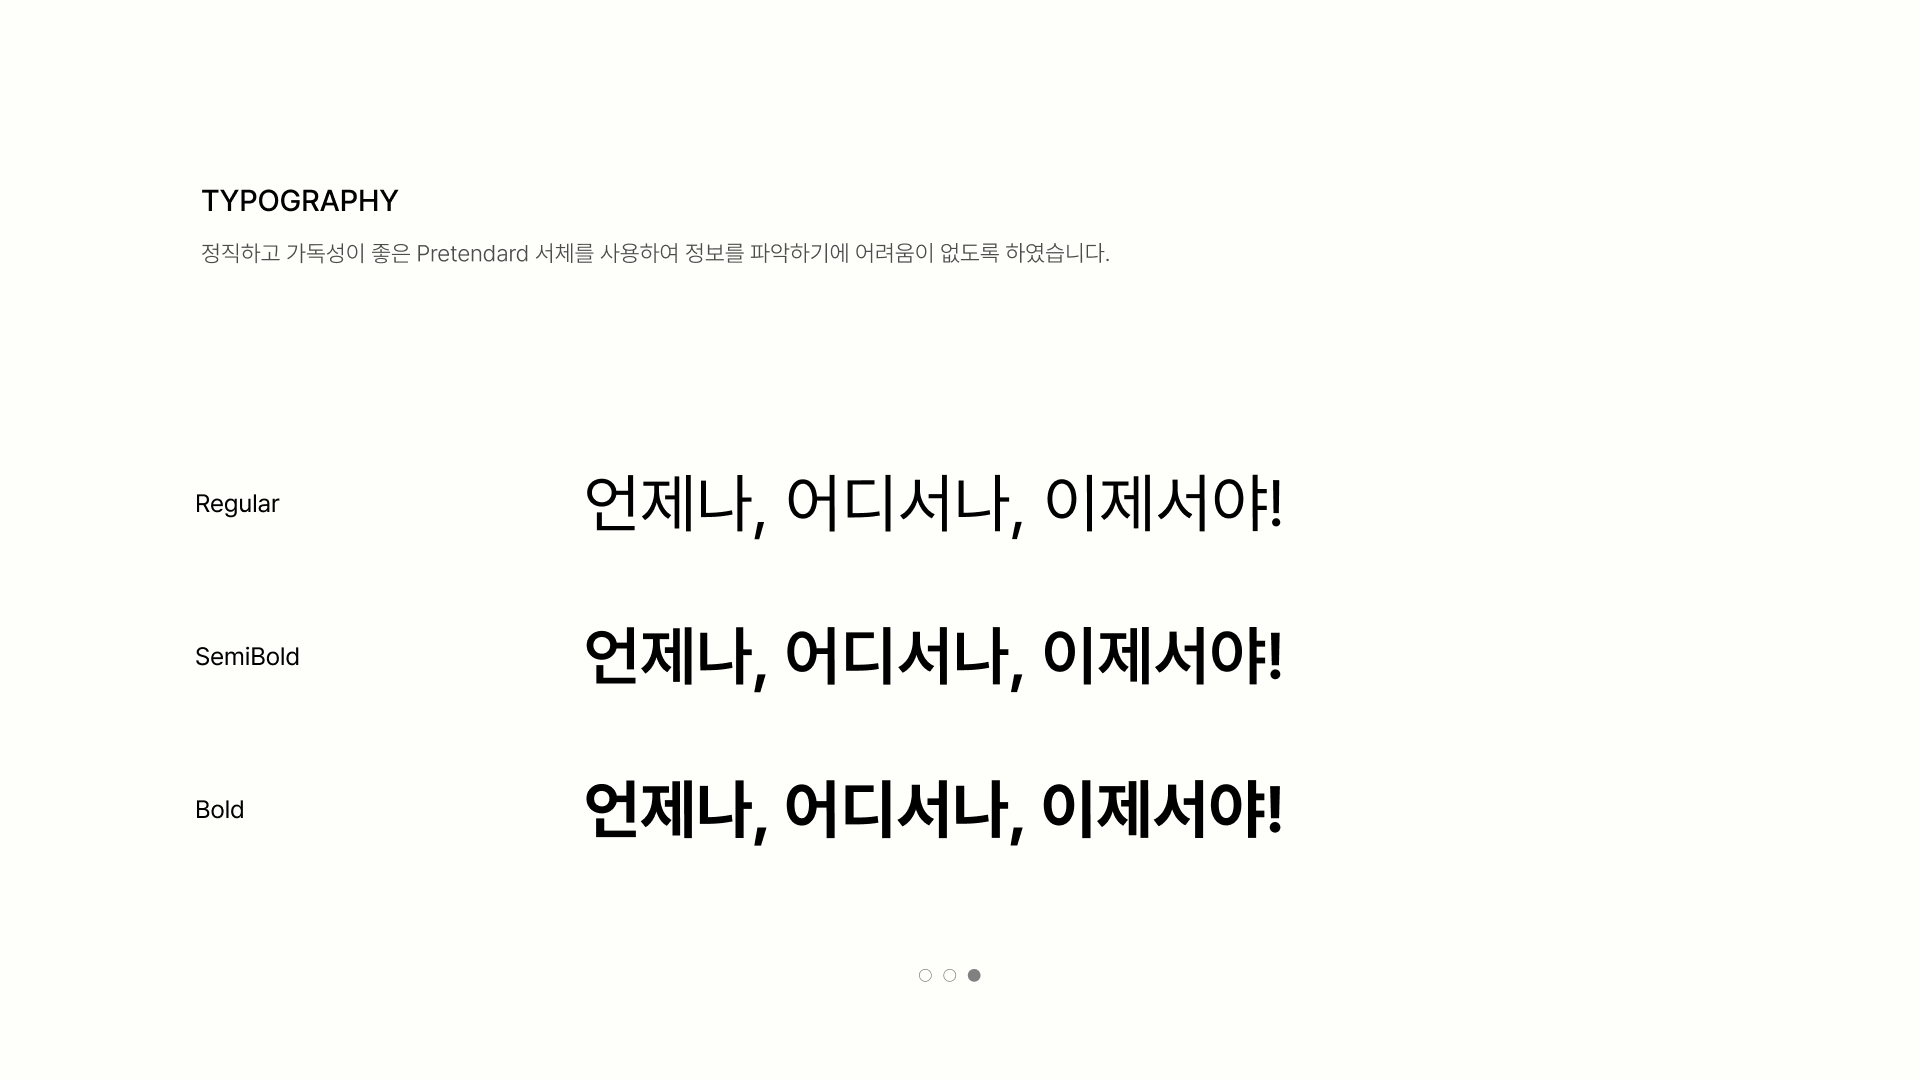 TYPOGRAPHY
정직하고 가독성이 좋은 Pretendard 서체를 사용하여 정보를 파악하기에 어려움이 없도록 하였습니다.
Regular
언제나, 어디서나, 이제서야!
SemiBold
언제나, 어디서나, 이제서야!
Bold
언제나, 어디서나, 이제서야!